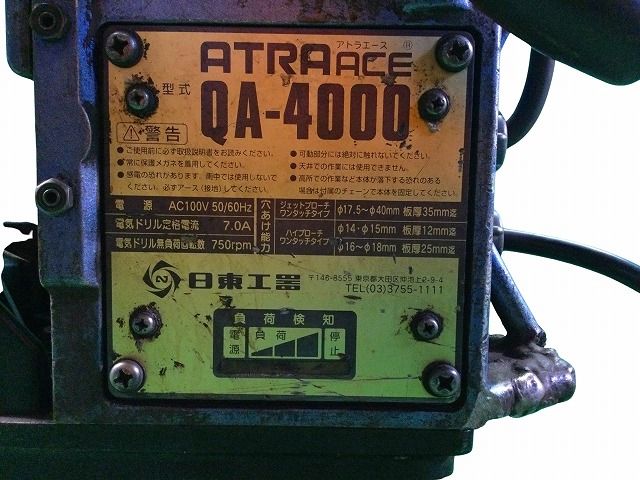 アトラエース
ATRA ACE ®
型式 QA-4000
⚠警告
●ご使用前に必ず取扱説明書をお読みください。
●常に保護メガネを着用してください。
●感電の恐れがあります。雨中では使用しないで
ください。必ずアース(接地)してください。
●可動部分には絶対に触れないでください。
●天井での作業には使用できません。
●高所での作業など本体が落下する恐れのある
場合は付属のチェーンで本体を固定してください。
電源 AC100V 50/60Hz
電気ドリル定格電流 7.0A
電気ドリル無負荷回転数 750rpm
穴あけ能力
ジェットブローチ
ワンタッチタイプ
φ17.5〜φ40mm 板厚35mm迄
ハイブローチ
ワンタッチタイプ
φ14・φ15mm 板厚12mm迄
φ16〜φ18mm 板厚25mm迄
日東工器
〒146-8555 東京都大田区仲池上2-9-4
TEL(03)3755-1111
負荷検知
電源 負荷 停止